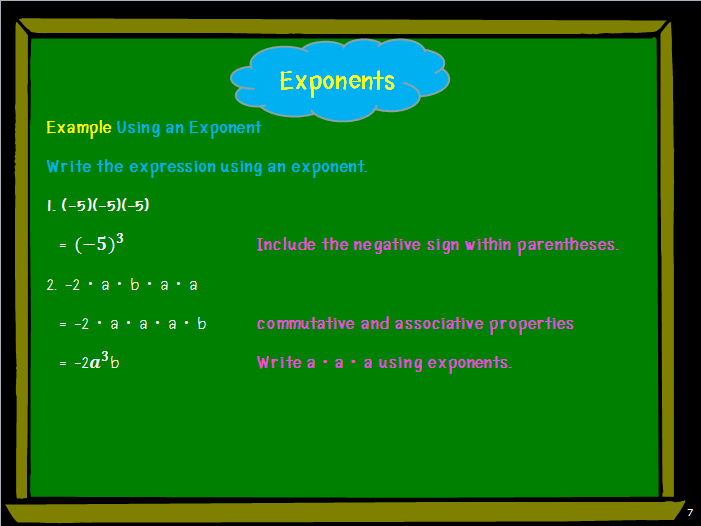 Exponents
Example Using an Exponent
Write the expression using an exponent.
1. (-5)(-5)(-5)
= (−5)³ Include the negative sign within parentheses.
2. -2 · a · b · a · a
= -2 · a · a · a · b commutative and associative properties
= -2a³b Write a · a · a using exponents.
7